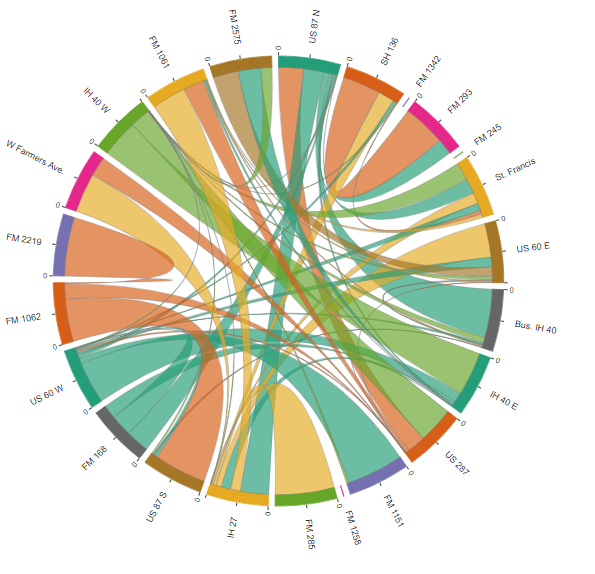 US 87 N
0
SH 136
0
FM 1342
0
FM 293
FM 245
0
St. Francis
0
US 60 E
0
Bus. IH 40
0
IH 40 E
0
US 287
0
FM 1151
FM 1258
0
FM 285
0
IH 27
0
US 87 S
0
FM 168
0
US 60 W
0
FM 1062
0
FM 2219
0
W Farmers Ave.
0
IH 40 W
0
FM 1061
0
FM 2575
0